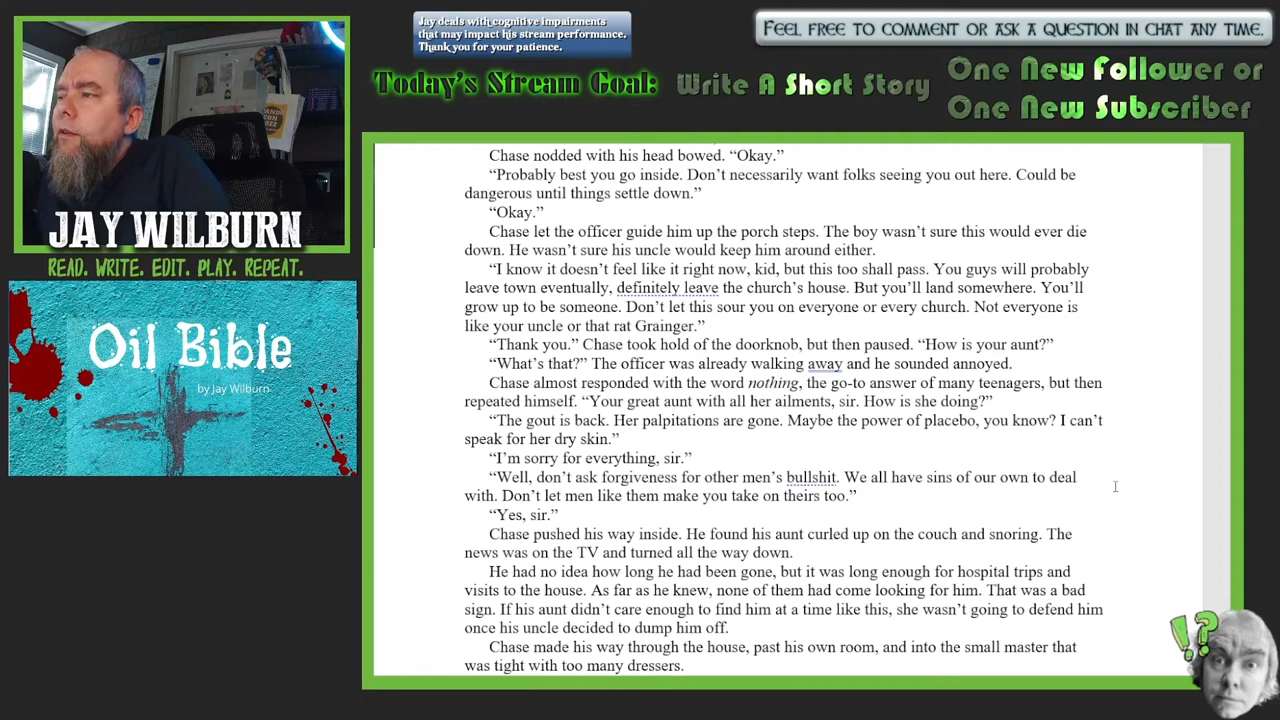 Jay deals with cognitive impairments
that may impact his stream performance.
Thank you for your patience.
Feel free to comment or ask a question in chat any time.
Today's Stream Goal:
Write A Short Story
One New Follower or
One New Subscriber
JAY WILBURN
READ. WRITE. EDIT. PLAY. REPEAT.
Oil Bible
by Jay Wilburn
Chase nodded with his head bowed. “Okay.”
“Probably best you go inside. Don’t necessarily want folks seeing you out here. Could be
dangerous until things settle down.”
“Okay.”
Chase let the officer guide him up the porch steps. The boy wasn’t sure this would ever die
down. He wasn’t sure his uncle would keep him around either.
“I know it doesn’t feel like it right now, kid, but this too shall pass. You guys will probably
leave town eventually, definitely leave the church’s house. But you’ll land somewhere. You’ll
grow up to be someone. Don’t let this sour you on everyone or every church. Not everyone is
like your uncle or that rat Grainger.”
“Thank you.” Chase took hold of the doorknob, but then paused. “How is your aunt?”
“What’s that?” The officer was already walking away and he sounded annoyed.
Chase almost responded with the word nothing, the go-to answer of many teenagers, but then
repeated himself. “Your great aunt with all her ailments, sir. How is she doing?”
“The gout is back. Her palpitations are gone. Maybe the power of placebo, you know? I can’t
speak for her dry skin.”
“I’m sorry for everything, sir.”
“Well, don’t ask forgiveness for other men’s bullshit. We all have sins of our own to deal
with. Don’t let men like them make you take on theirs too.”
“Yes, sir.”
Chase pushed his way inside. He found his aunt curled up on the couch and snoring. The
news was on the TV and turned all the way down.
He had no idea how long he had been gone, but it was long enough for hospital trips and
visits to the house. As far as he knew, none of them had come looking for him. That was a bad
sign. If his aunt didn’t care enough to find him at a time like this, she wasn’t going to defend him
once his uncle decided to dump him off.
Chase made his way through the house, past his own room, and into the small master that
was tight with too many dressers.
!?